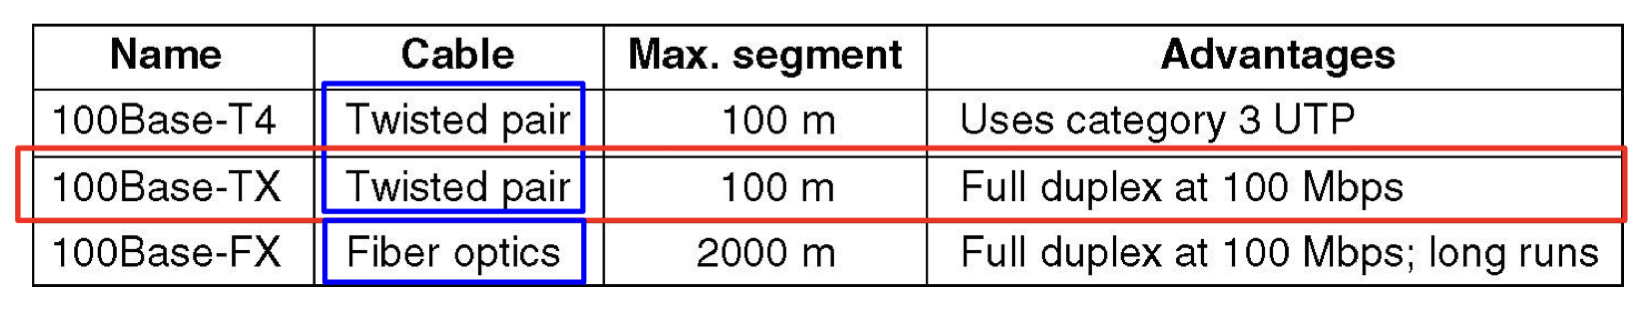 Name Cable Max. segment Advantages
100Base-T4 Twisted pair 100 m Uses category 3 UTP
100Base-TX Twisted pair 100 m Full duplex at 100 Mbps
100Base-FX Fiber optics 2000 m Full duplex at 100 Mbps; long runs